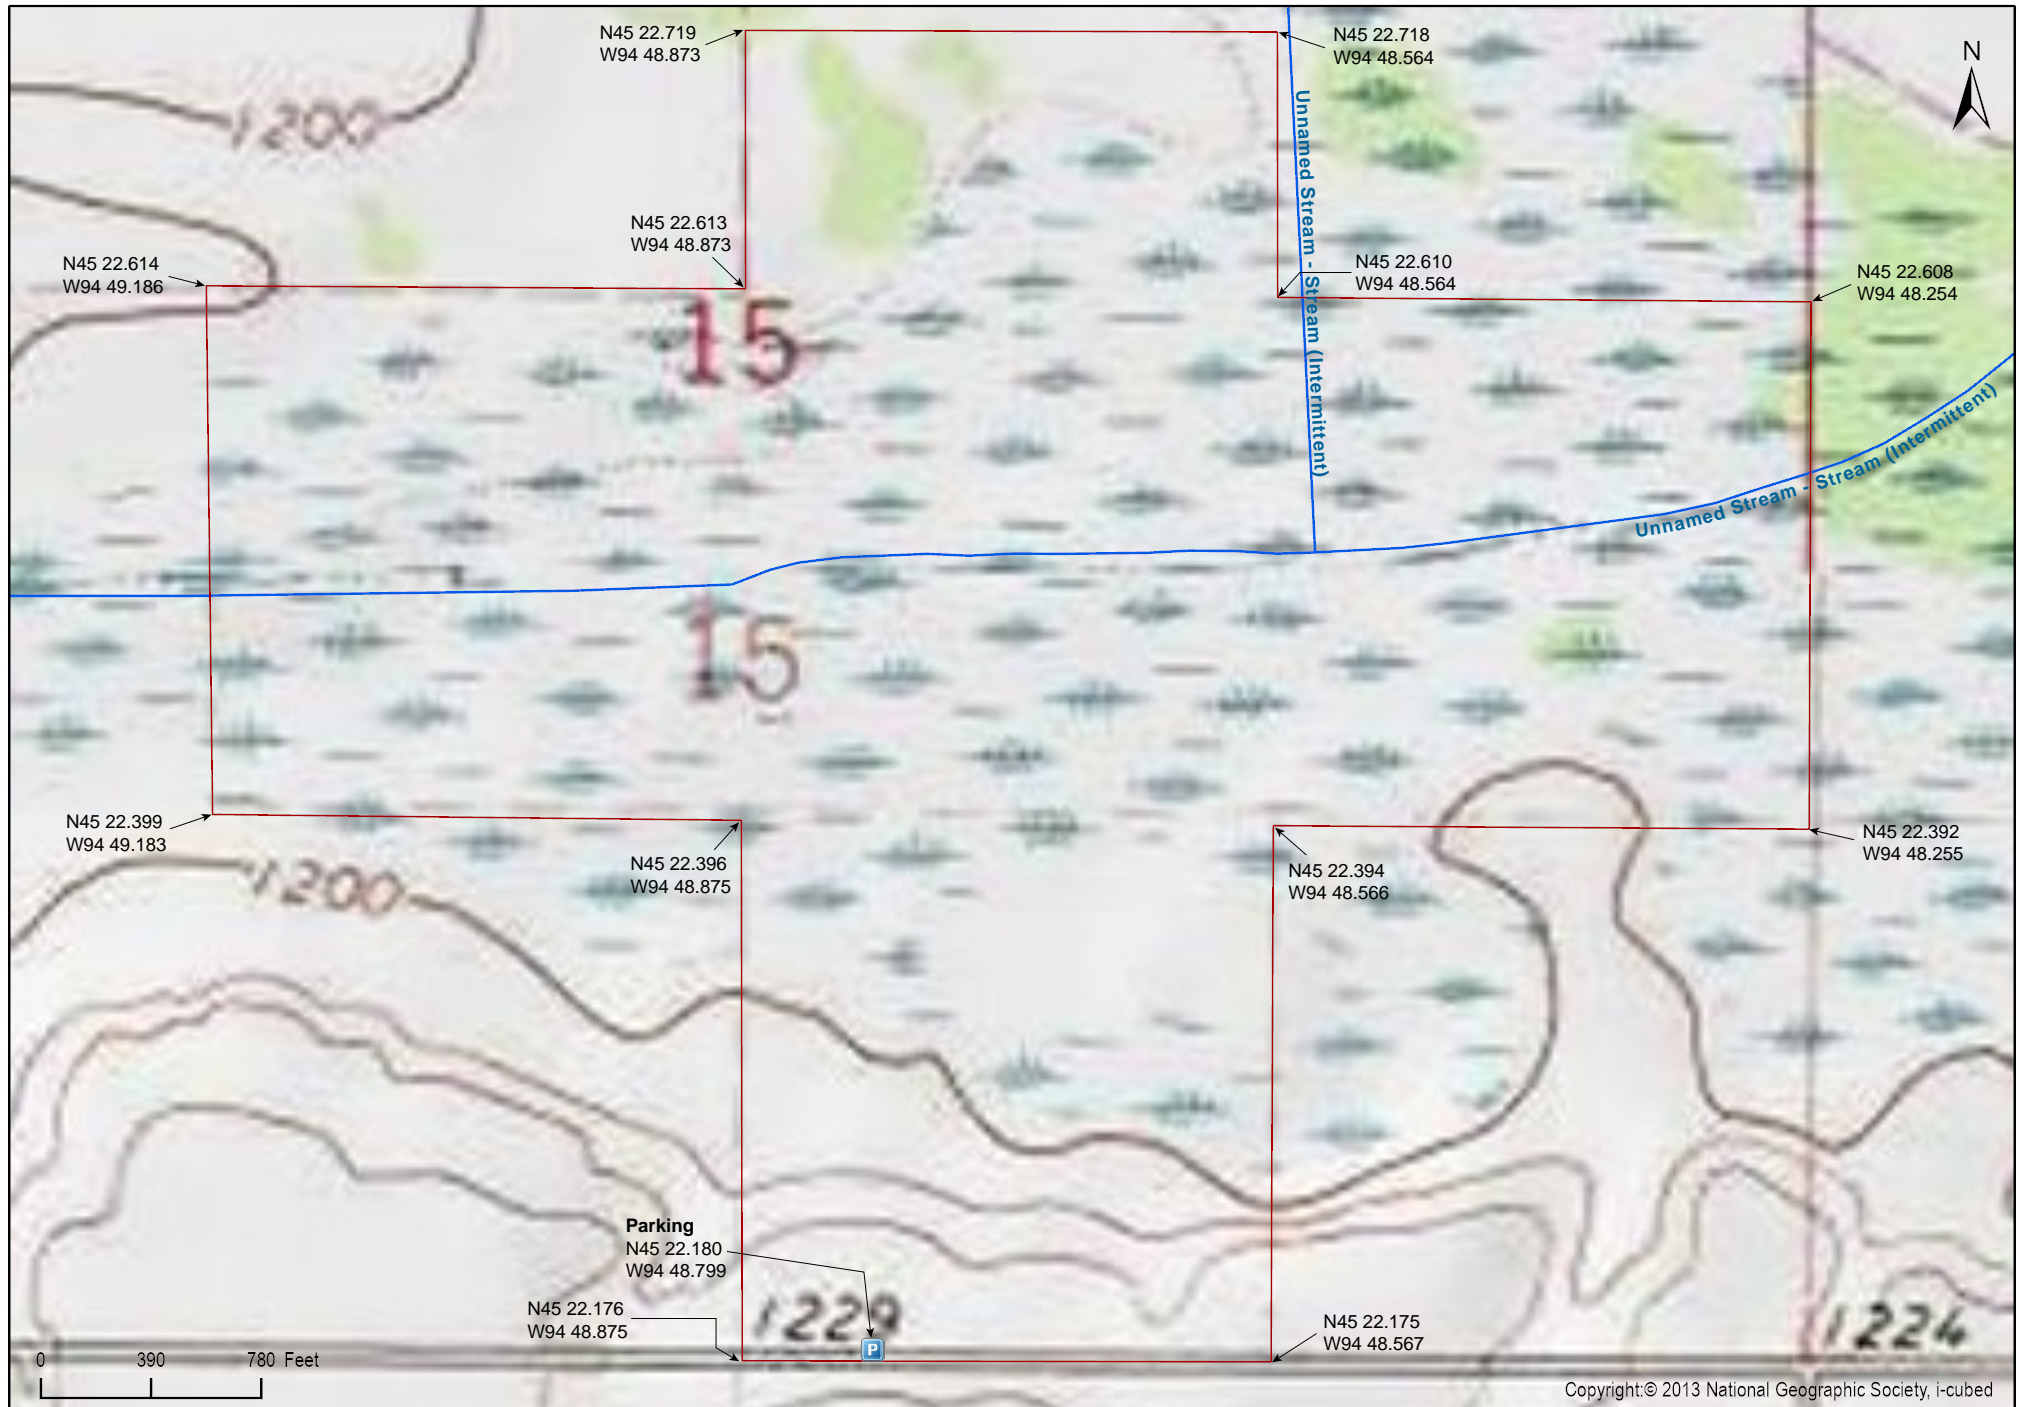 N45 22.719
W94 48.873
N45 22.718
W94 48.564
N
1200
Unnamed Stream - Stream (Intermittent)
N45 22.613
W94 48.873
N45 22.614
W94 49.186
N45 22.610
W94 48.564
N45 22.608
W94 48.254
15
Unnamed Stream - Stream (Intermittent)
15
N45 22.399
W94 49.183
N45 22.396
W94 48.875
N45 22.394
W94 48.566
N45 22.392
W94 48.255
1200
Parking
N45 22.180
W94 48.799
N45 22.176
W94 48.875
1229
P
N45 22.175
W94 48.567
1224
0 390 780 Feet
Copyright:© 2013 National Geographic Society, i-cubed